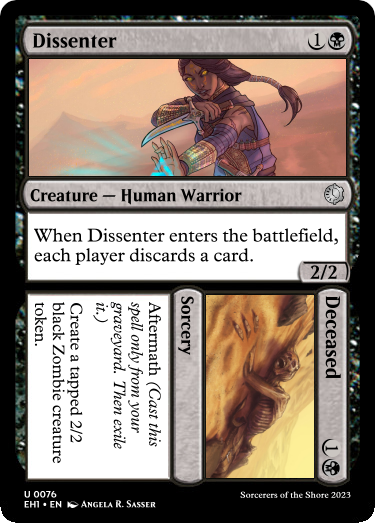 Dissenter 1
Creature — Human Warrior
When Dissenter enters the battlefield,
each player discards a card.
2/2
Deceased 1
Sorcery
Aftermath (Cast this
spell only from your
graveyard. Then exile
it.)
Create a tapped 2/2
black Zombie creature
token.
U 0076
EH1 • EN Angela R. Sasser
Sorcerers of the Shore 2023